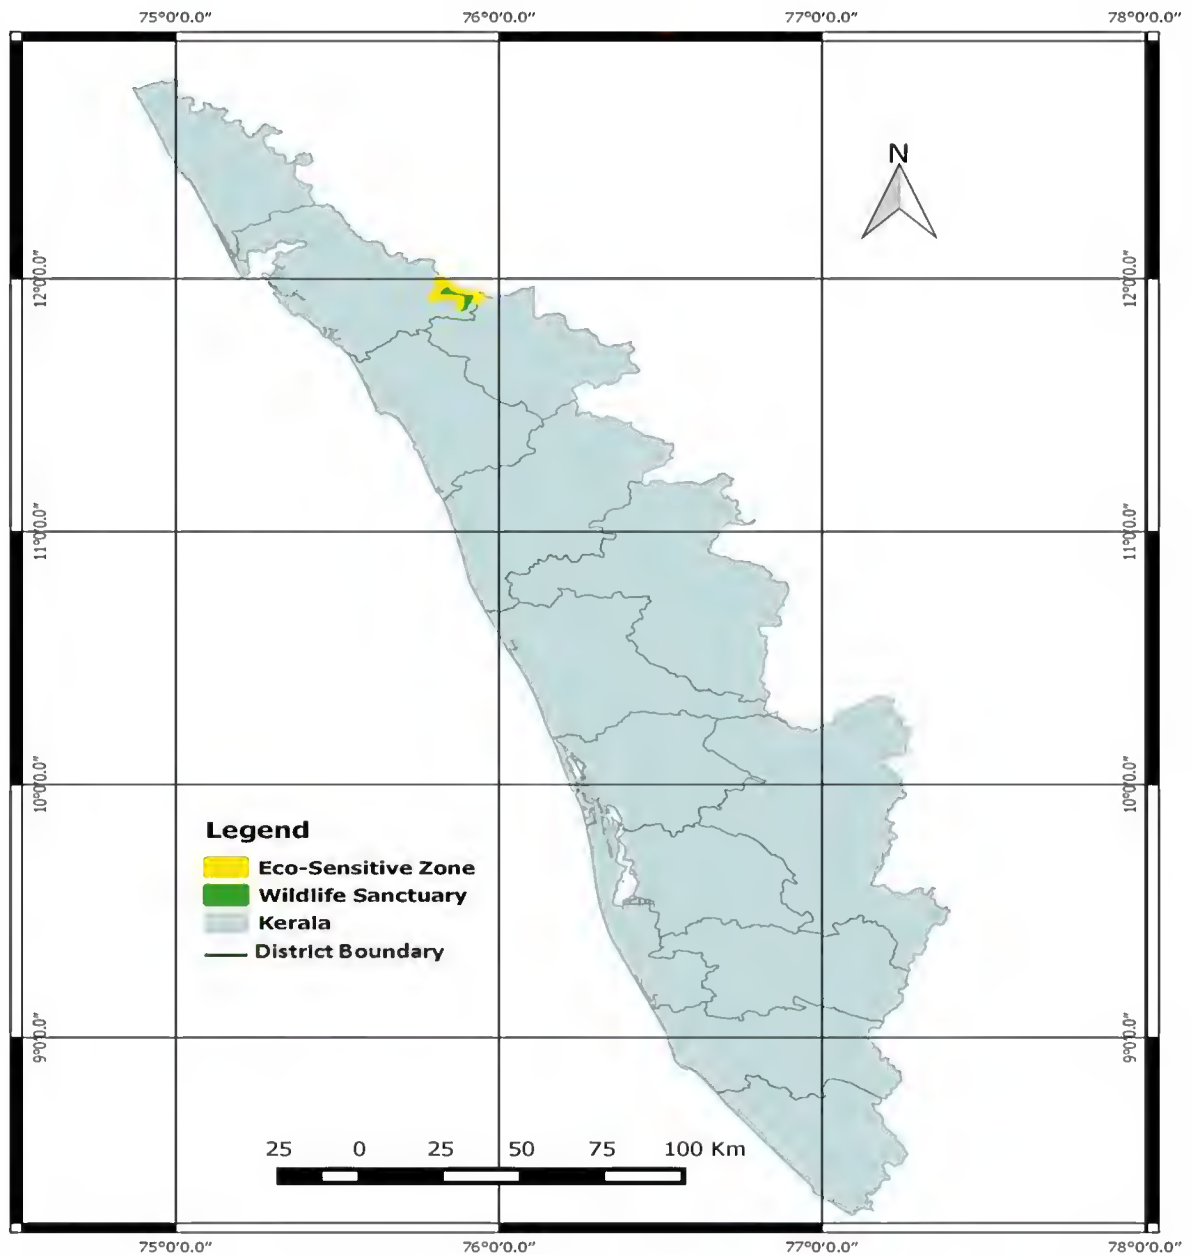 75°0'0.0" 76°0'0.0" 77°0'0.0" 78°0'0.0"
N
12°0'0.0" 12°0'0.0"
11°0'0.0" 11°0'0.0"
10°0'0.0" 10°0'0.0"
Legend
Eco-Sensitive Zone
Wildlife Sanctuary
Kerala
District Boundary
9°0'0.0" 9°0'0.0"
25 0 25 50 75 100 Km
75°0'0.0" 76°0'0.0" 77°0'0.0" 78°0'0.0"